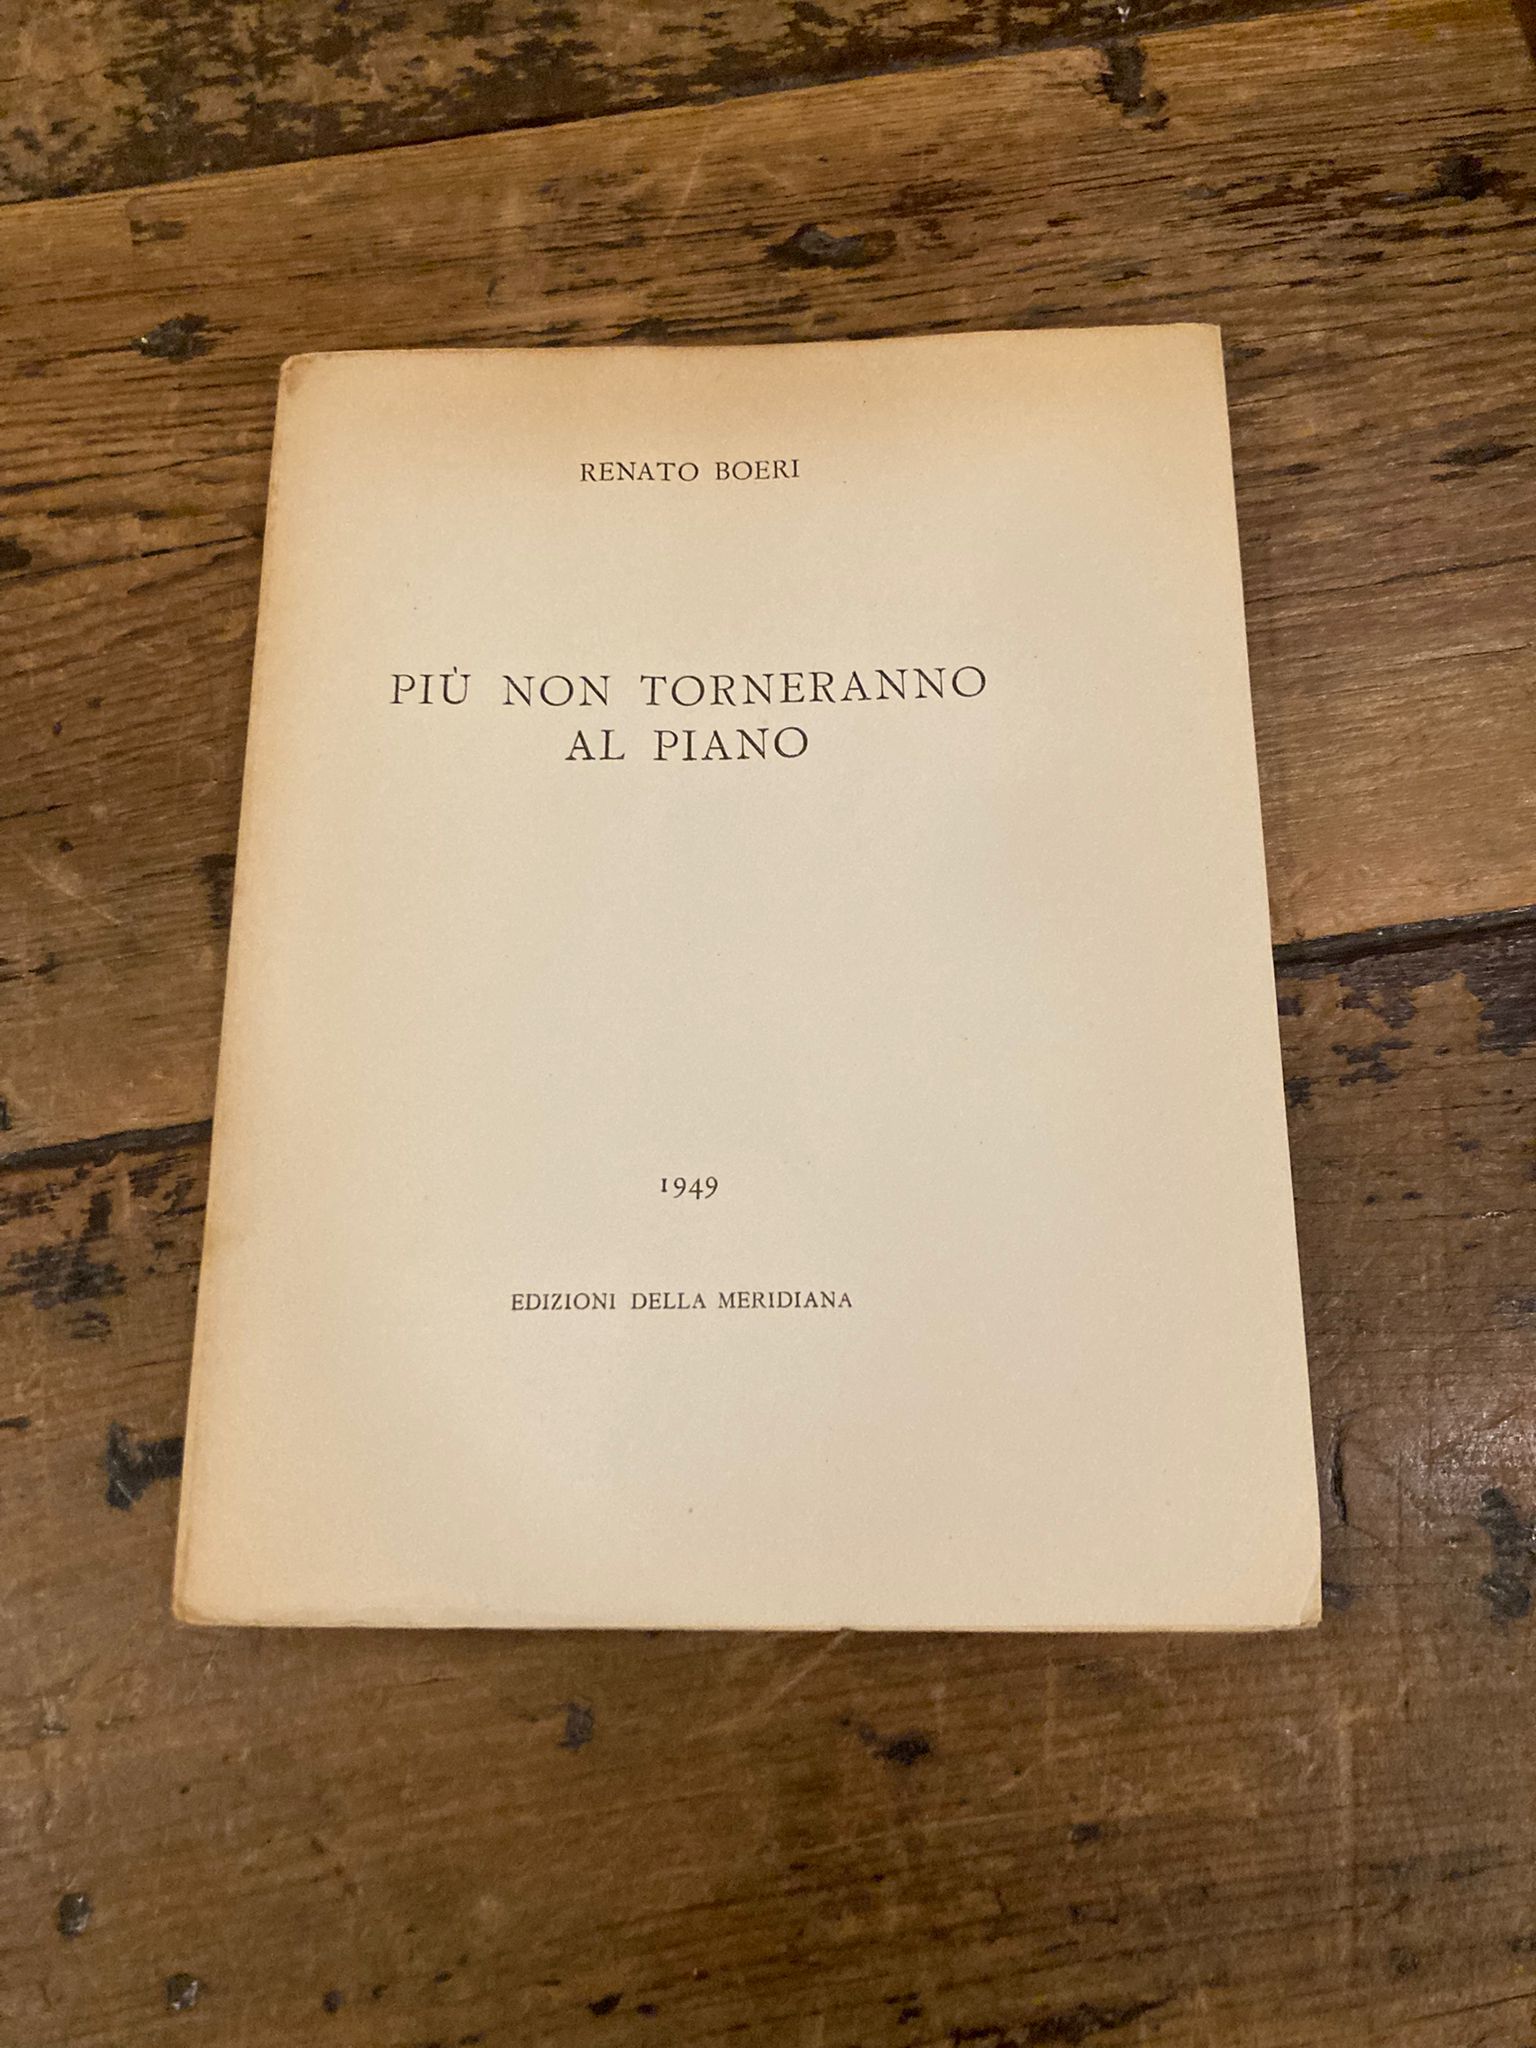 RENATO BOERI
PIÙ NON TORNERANNO
AL PIANO
1949
EDIZIONI DELLA MERIDIANA